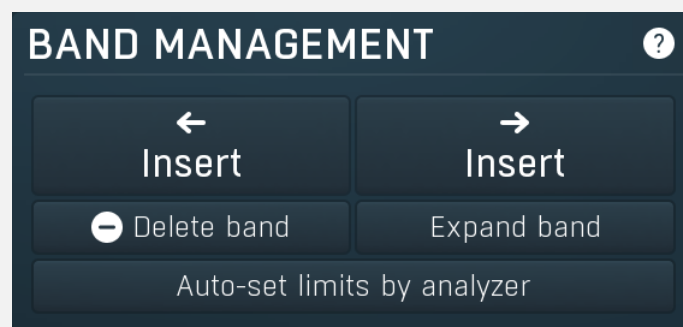 BAND MANAGEMENT ?
← →
Insert Insert
Delete band Expand band
Auto-set limits by analyzer